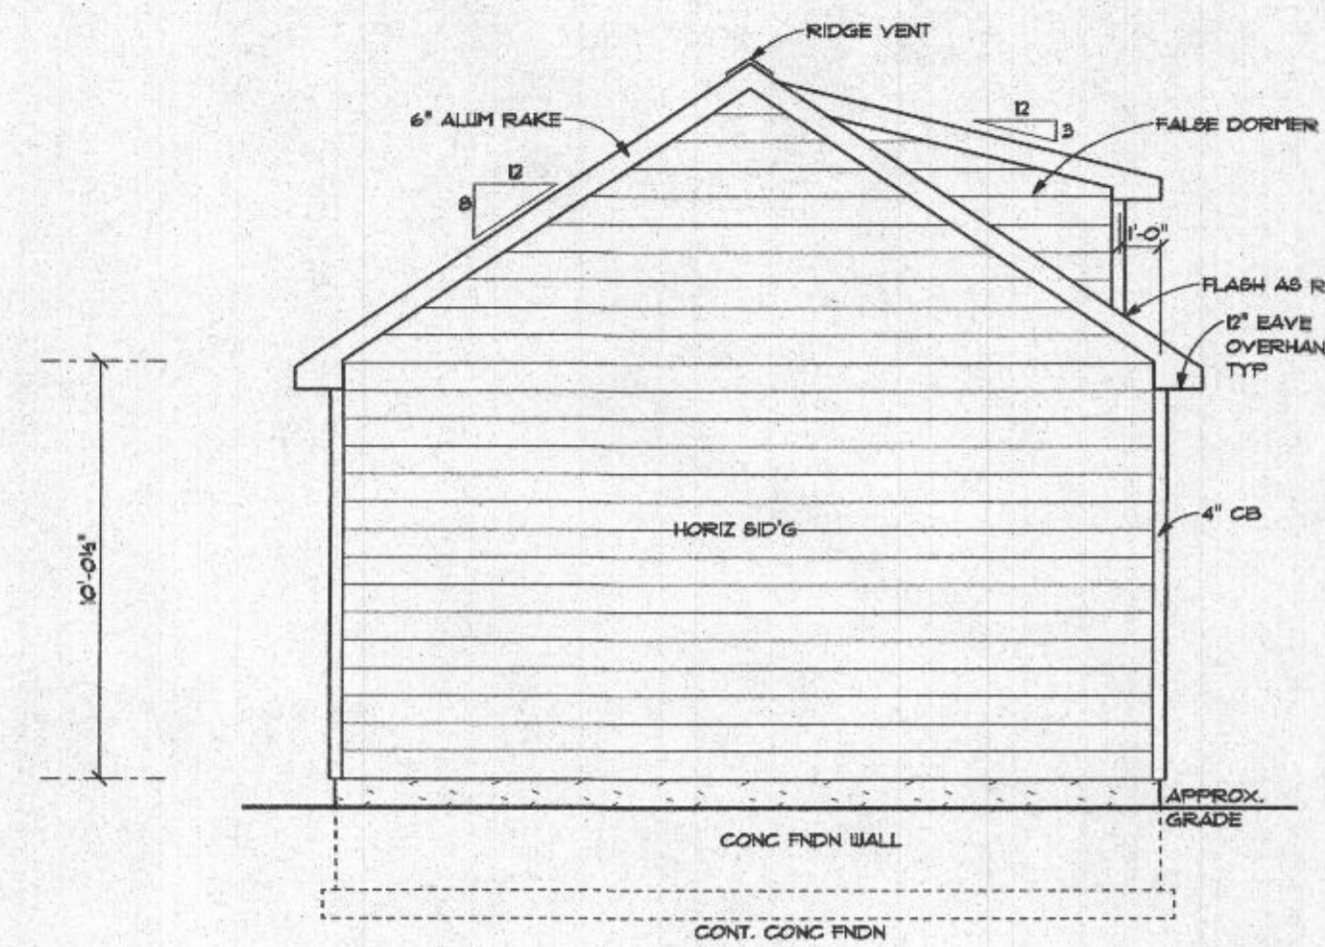 RIDGE VENT
6" ALUM RAKE
12
3
FALSE DORMER
12
8
1'-0"
FLASH AS R
12" EAVE
OVERHAN
TYP
10'-0½"
HORIZ SID'G
4" CB
APPROX.
GRADE
CONC FNDN WALL
CONT. CONC FNDN